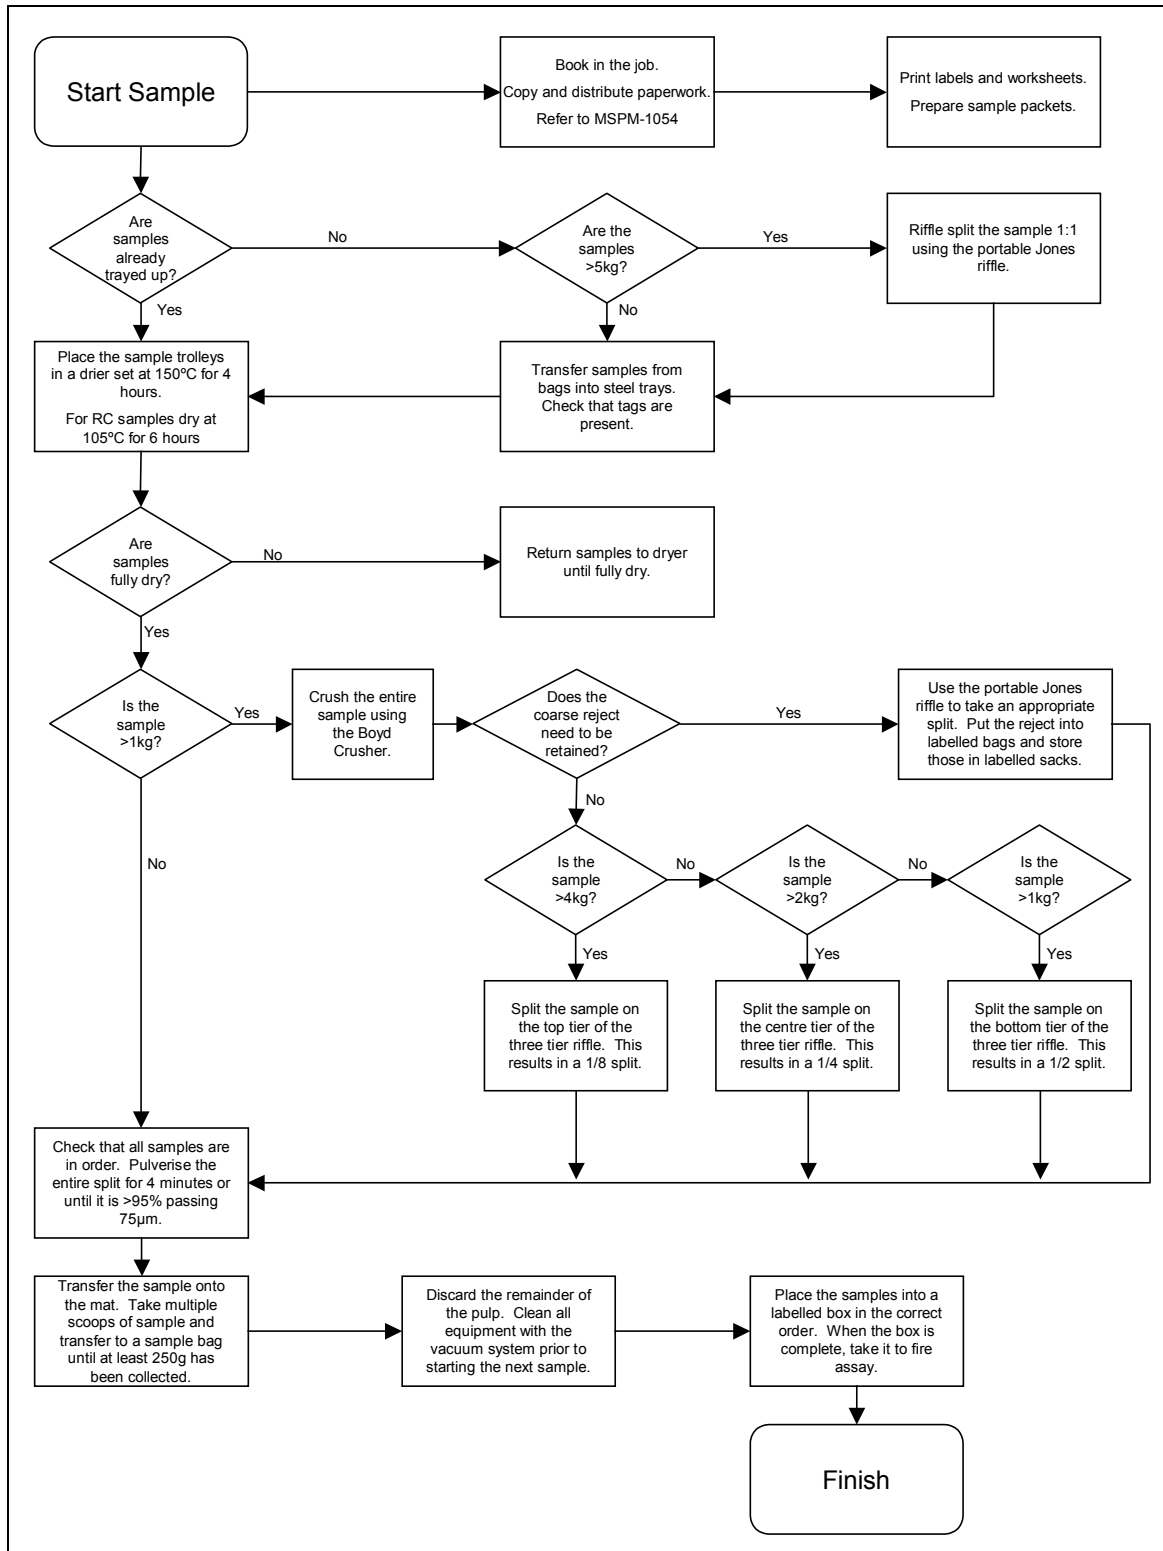 Start Sample
Book in the job.
Copy and distribute paperwork.
Refer to MSPM-1054
Print labels and worksheets.
Prepare sample packets.
Are
samples
already
trayed up?
No
Are the
samples
>5kg?
Yes
Riffle split the sample 1:1
using the portable Jones
riffle.
Yes
No
Place the sample trolleys
in a drier set at 150ºC for 4
hours.
For RC samples dry at
105ºC for 6 hours
Transfer samples from
bags into steel trays.
Check that tags are
present.
Are
samples
fully dry?
No
Return samples to dryer
until fully dry.
Yes
Is the
sample
>1kg?
Yes
Crush the entire
sample using
the Boyd
Crusher.
Does the
coarse reject
need to be
retained?
Yes
Use the portable Jones
riffle to take an appropriate
split.  Put the reject into
labelled bags and store
those in labelled sacks.
No
No
Is the
sample
>4kg?
No
Is the
sample
>2kg?
No
Is the
sample
>1kg?
Yes
Yes
Yes
Split the sample on
the top tier of the
three tier riffle.  This
results in a 1/8 split.
Split the sample on
the centre tier of the
three tier riffle.  This
results in a 1/4 split.
Split the sample on
the bottom tier of the
three tier riffle.  This
results in a 1/2 split.
Check that all samples are
in order.  Pulverise the
entire split for 4 minutes or
until it is >95% passing
75µm.
Transfer the sample onto
the mat.  Take multiple
scoops of sample and
transfer to a sample bag
until at least 250g has
been collected.
Discard the remainder of
the pulp.  Clean all
equipment with the
vacuum system prior to
starting the next sample.
Place the samples into a
labelled box in the correct
order.  When the box is
complete, take it to fire
assay.
Finish